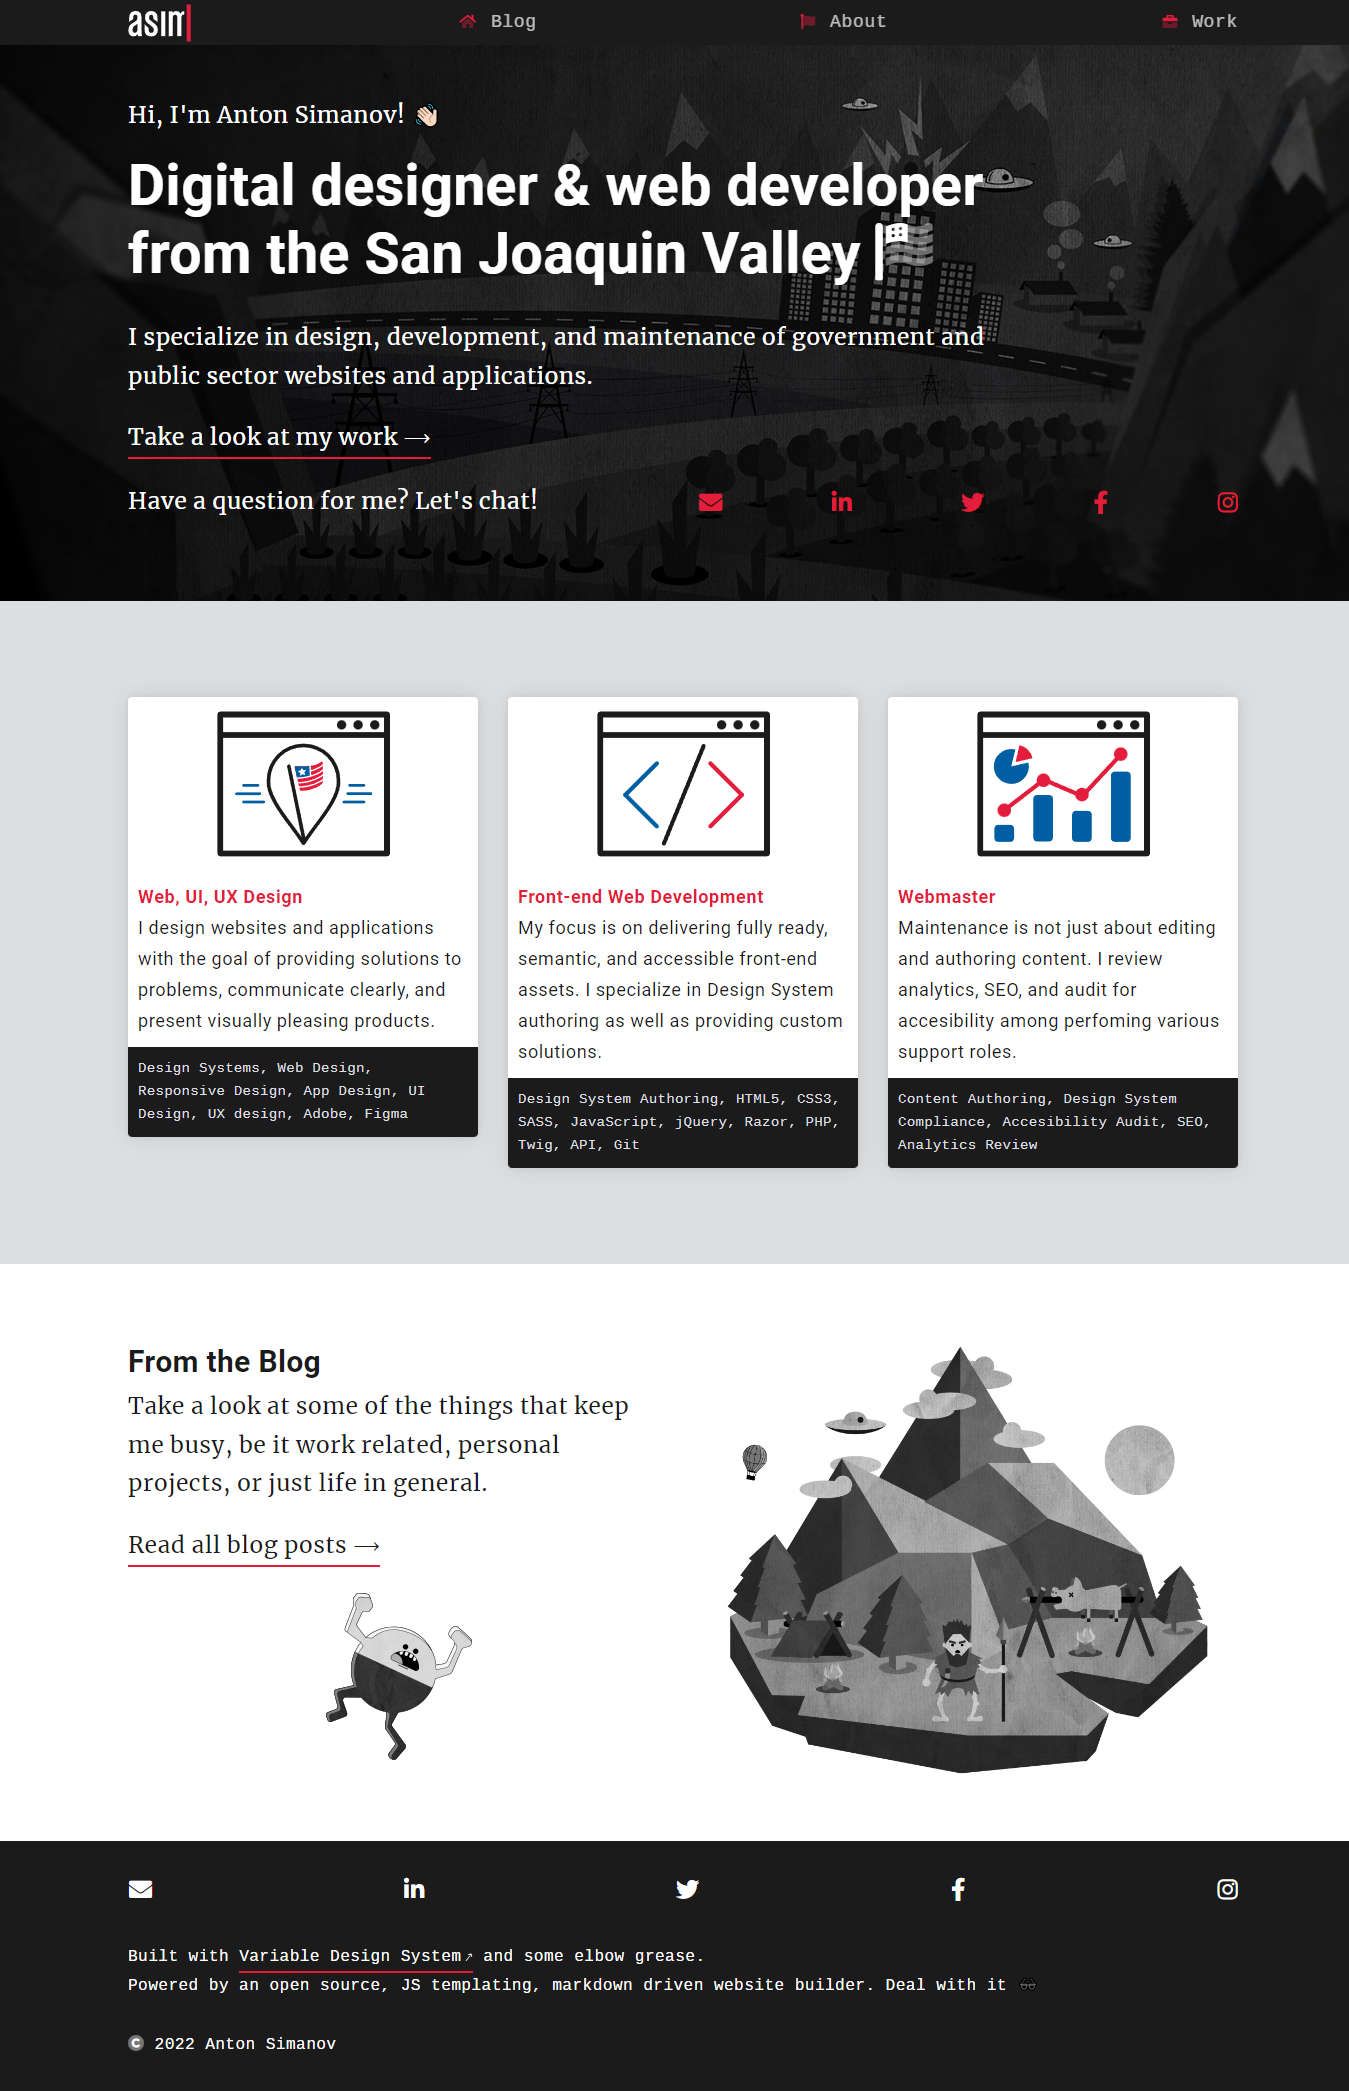 asim
Blog
About
Work
Hi, I'm Anton Simanov!
Digital designer & web developer
from the San Joaquin Valley
I specialize in design, development, and maintenance of government and
public sector websites and applications.
Take a look at my work →
Have a question for me? Let's chat!
Web, UI, UX Design
I design websites and applications
with the goal of providing solutions to
problems, communicate clearly, and
present visually pleasing products.
Design Systems, Web Design,
Responsive Design, App Design, UI
Design, UX design, Adobe, Figma
Front-end Web Development
My focus is on delivering fully ready,
semantic, and accessible front-end
assets. I specialize in Design System
authoring as well as providing custom
solutions.
Design System Authoring, HTML5, CSS3,
SASS, JavaScript, jQuery, Razor, PHP,
Twig, API, Git
Webmaster
Maintenance is not just about editing
and authoring content. I review
analytics, SEO, and audit for
accesibility among perfoming various
support roles.
Content Authoring, Design System
Compliance, Accesibility Audit, SEO,
Analytics Review
From the Blog
Take a look at some of the things that keep
me busy, be it work related, personal
projects, or just life in general.
Read all blog posts →
Built with Variable Design System↗ and some elbow grease.
Powered by an open source, JS templating, markdown driven website builder. Deal with it
© 2022 Anton Simanov